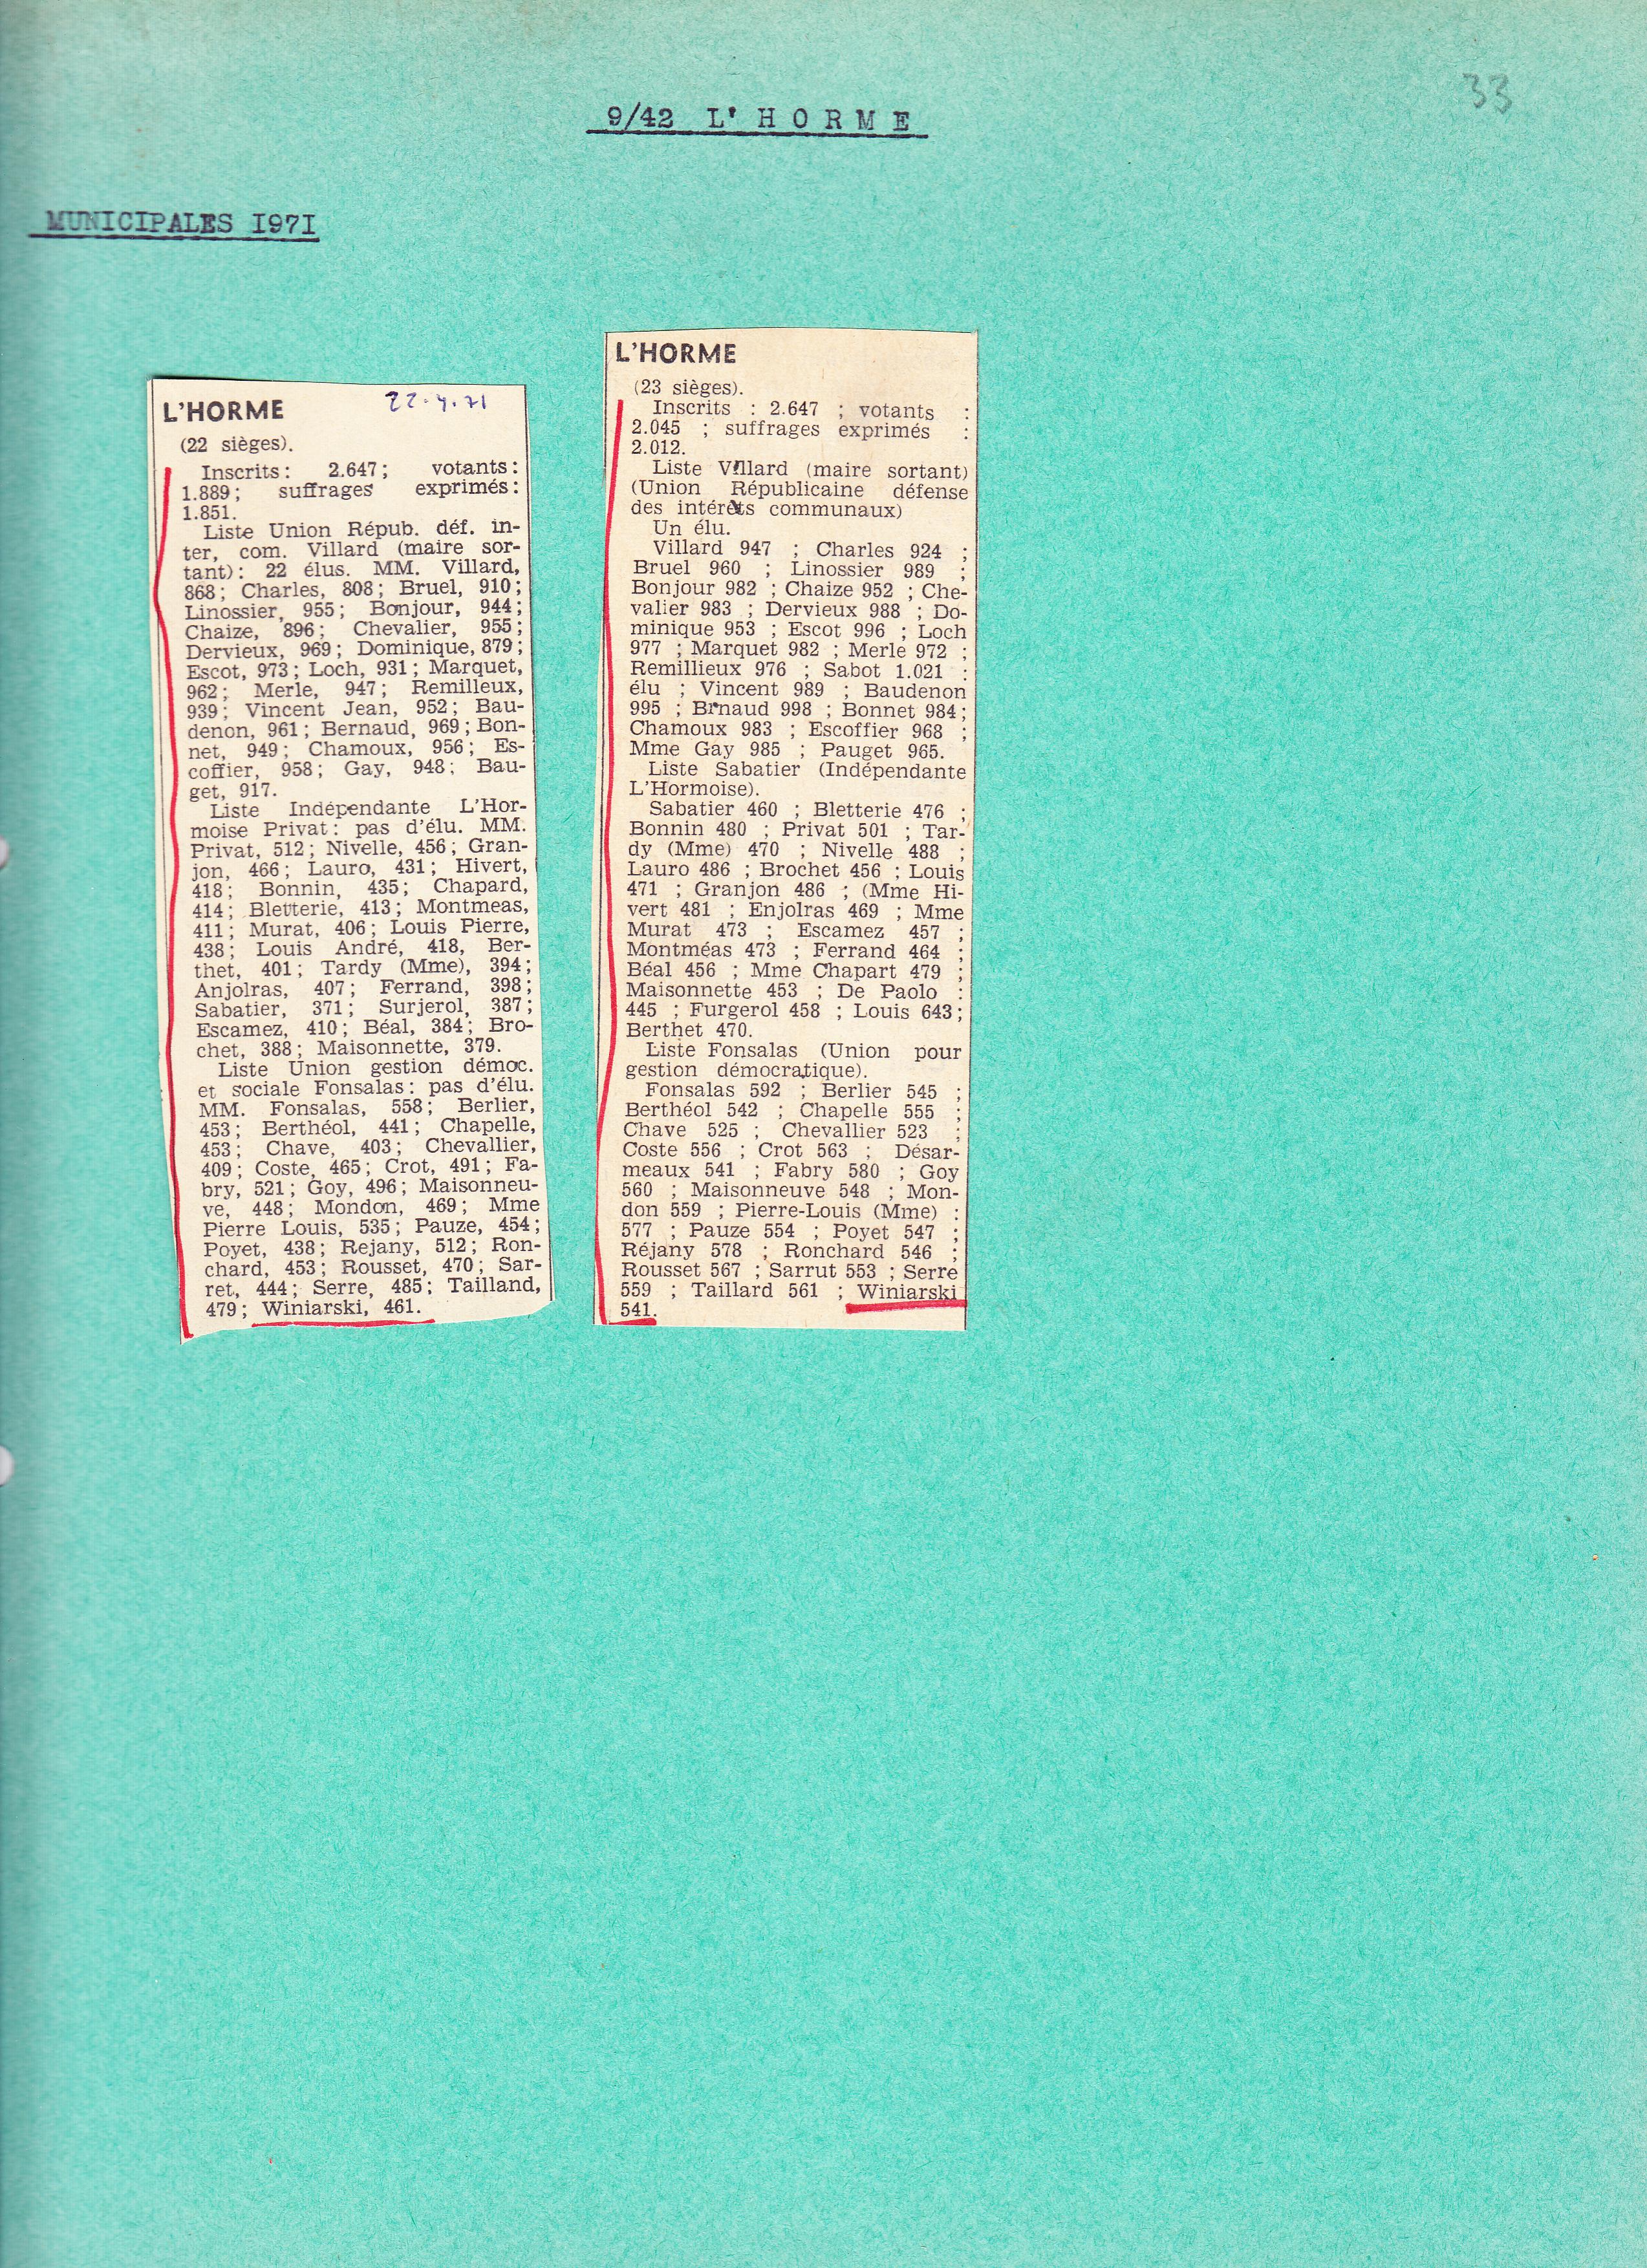 33
9/42 L' H O R M E
MUNICIPALES I97I
L'HORME 22.4.71
(22 sièges).
Inscrits : 2.647 ; votants :
1.889 ; suffrages exprimés :
1.851.
Liste Union Répub. déf. in-
ter, com. Villard (maire sor-
tant) : 22 élus. MM. Villard,
868 ; Charles, 808 ; Bruel, 910 ;
Linossier, 955 ; Bonjour, 944 ;
Chaize, 896 ; Chevalier, 955 ;
Dervieux, 969 ; Dominique, 879 ;
Escot, 973 ; Loch, 931 ; Marquet,
962 ; Merle, 947 ; Remilleux,
939 ; Vincent Jean, 952 ; Bau-
denon, 961 ; Bernaud, 969 ; Bon-
net, 949 ; Chamoux, 956 ; Es-
coffier, 958 ; Gay, 948 ; Bau-
get, 917.
Liste Indépendante L'Hor-
moise Privat : pas d'élu. MM.
Privat, 512 ; Nivelle, 456 ; Gran-
jon, 466 ; Lauro, 431 ; Hivert,
418 ; Bonnin, 435 ; Chapard,
414 ; Bletterie, 413 ; Montmeas,
411 ; Murat, 406 ; Louis Pierre,
438 ; Louis André, 418, Ber-
thet, 401 ; Tardy (Mme), 394 ;
Anjolras, 407 ; Ferrand, 398 ;
Sabatier, 371 ; Surjerol, 387 ;
Escamez, 410 ; Béal, 384 ; Bro-
chet, 388 ; Maisonnette, 379.
Liste Union gestion démoc.
et sociale Fonsalas : pas d'élu.
MM. Fonsalas, 558 ; Berlier,
453 ; Berthéol, 441 ; Chapelle,
453 ; Chave, 403 ; Chevallier,
409 ; Coste, 465 ; Crot, 491 ; Fa-
bry, 521 ; Goy, 496 ; Maisonneu-
ve, 448 ; Mondon, 469 ; Mme
Pierre Louis, 535 ; Pauze, 454 ;
Poyet, 438 ; Rejany, 512 ; Ron-
chard, 453 ; Rousset, 470 ; Sar-
ret, 444 ; Serre, 485 ; Tailland,
479 ; Winiarski, 461.
L'HORME
(23 sièges).
Inscrits : 2.647 ; votants :
2.045 ; suffrages exprimés :
2.012.
Liste Villard (maire sortant)
(Union Républicaine défense
des intérêts communaux)
Un élu.
Villard 947 ; Charles 924 ;
Bruel 960 ; Linossier 989 ;
Bonjour 982 ; Chaize 952 ; Che-
valier 983 ; Dervieux 988 ; Do-
minique 953 ; Escot 996 ; Loch
977 ; Marquet 982 ; Merle 972 ;
Remillieux 976 ; Sabot 1.021 :
élu ; Vincent 989 ; Baudenon
995 ; Brnaud 998 ; Bonnet 984 ;
Chamoux 983 ; Escoffier 968 ;
Mme Gay 985 ; Pauget 965.
Liste Sabatier (Indépendante
L'Hormoise).
Sabatier 460 ; Bletterie 476 ;
Bonnin 480 ; Privat 501 ; Tar-
dy (Mme) 470 ; Nivelle 488 ;
Lauro 486 ; Brochet 456 ; Louis
471 ; Granjon 486 ; (Mme Hi-
vert 481 ; Enjolras 469 ; Mme
Murat 473 ; Escamez 457 ;
Montméas 473 ; Ferrand 464 ;
Béal 456 ; Mme Chapart 479 ;
Maisonnette 453 ; De Paolo :
445 ; Furgerol 458 ; Louis 643 ;
Berthet 470.
Liste Fonsalas (Union pour
gestion démocratique).
Fonsalas 592 ; Berlier 545 ;
Berthéol 542 ; Chapelle 555 ;
Chave 525 ; Chevallier 523 ;
Coste 556 ; Crot 563 ; Désar-
meaux 541 ; Fabry 580 ; Goy
560 ; Maisonneuve 548 ; Mon-
don 559 ; Pierre-Louis (Mme) :
577 ; Pauze 554 ; Poyet 547 ;
Réjany 578 ; Ronchard 546 ;
Rousset 567 ; Sarrut 553 ; Serre
559 ; Taillard 561 ; Winiarski
541.